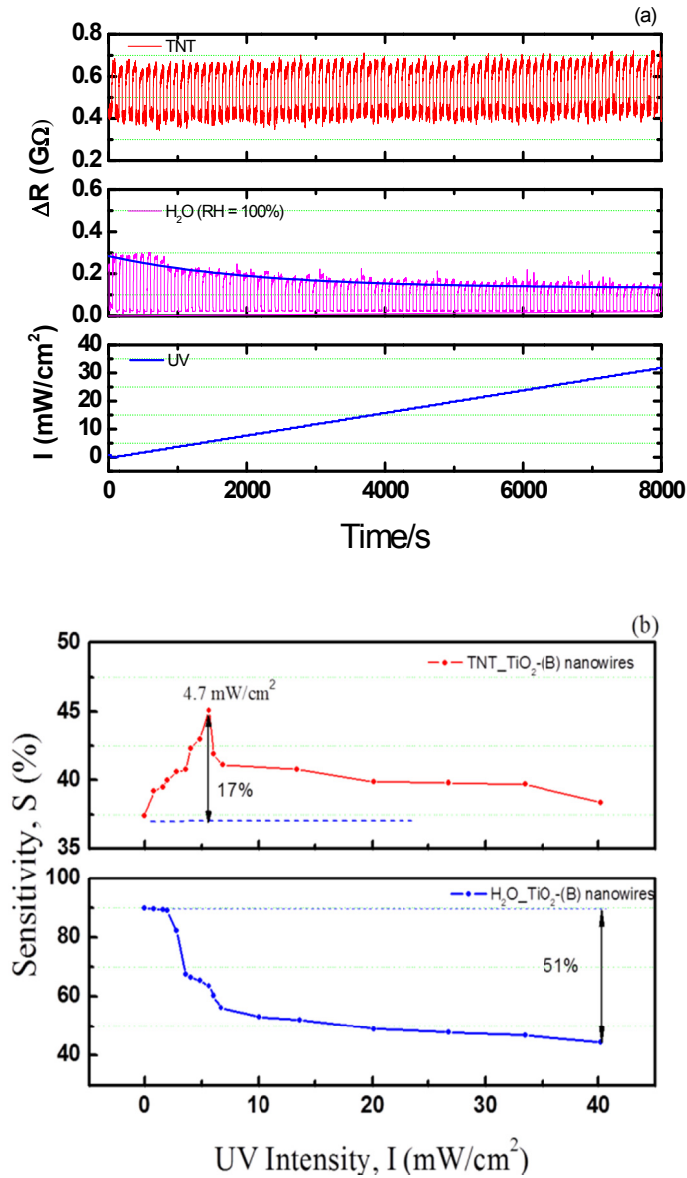 (a)
TNT
0.8
0.6
0.4
0.2
ΔR (GΩ)
H₂O (RH = 100%)
0.6
0.4
0.2
0.0
UV
40
30
20
10
0
I (mW/cm²)
0 2000 4000 6000 8000
Time/s
(b)
50
45
40
35
TNT_TiO₂-(B) nanowires
4.7 mW/cm²
17%
Sensitivity, S (%)
100
80
60
40
H₂O_TiO₂-(B) nanowires
51%
0 10 20 30 40
UV Intensity, I (mW/cm²)